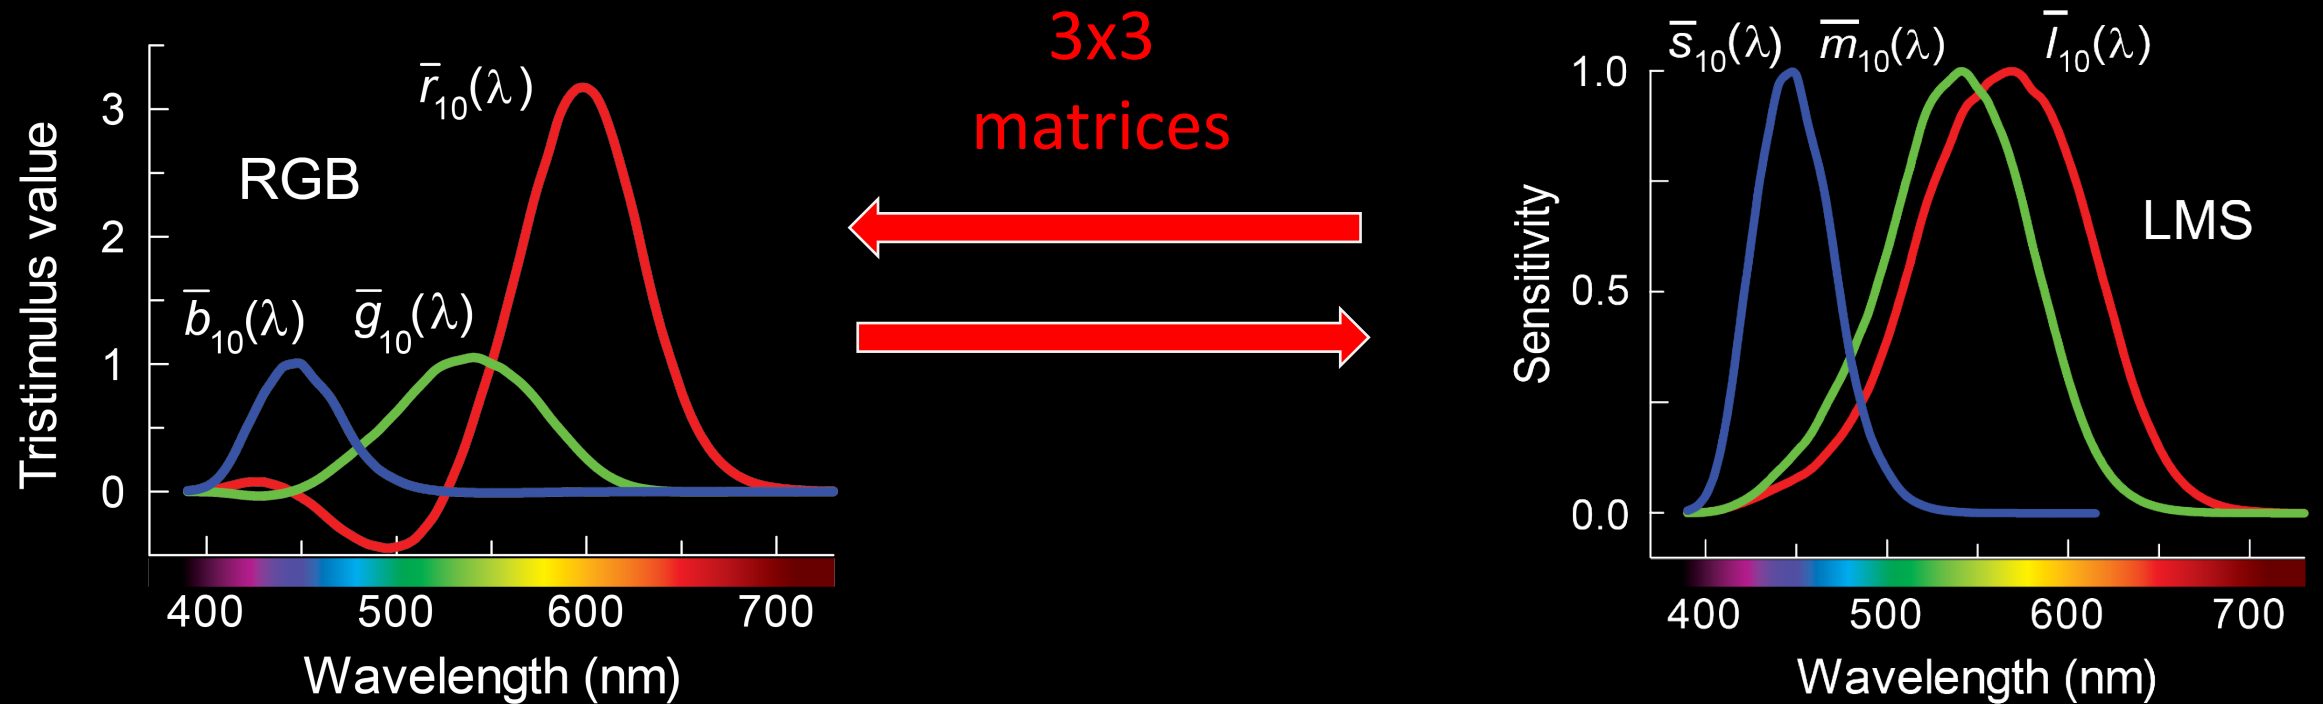 3x3
matrices
Tristimulus value
3
2
1
0
RGB
r̅₁₀(λ)
b̅₁₀(λ)
g̅₁₀(λ)
400 500 600 700
Wavelength (nm)
s̅₁₀(λ) m̅₁₀(λ) l̅₁₀(λ)
Sensitivity
1.0
0.5
0.0
LMS
400 500 600 700
Wavelength (nm)